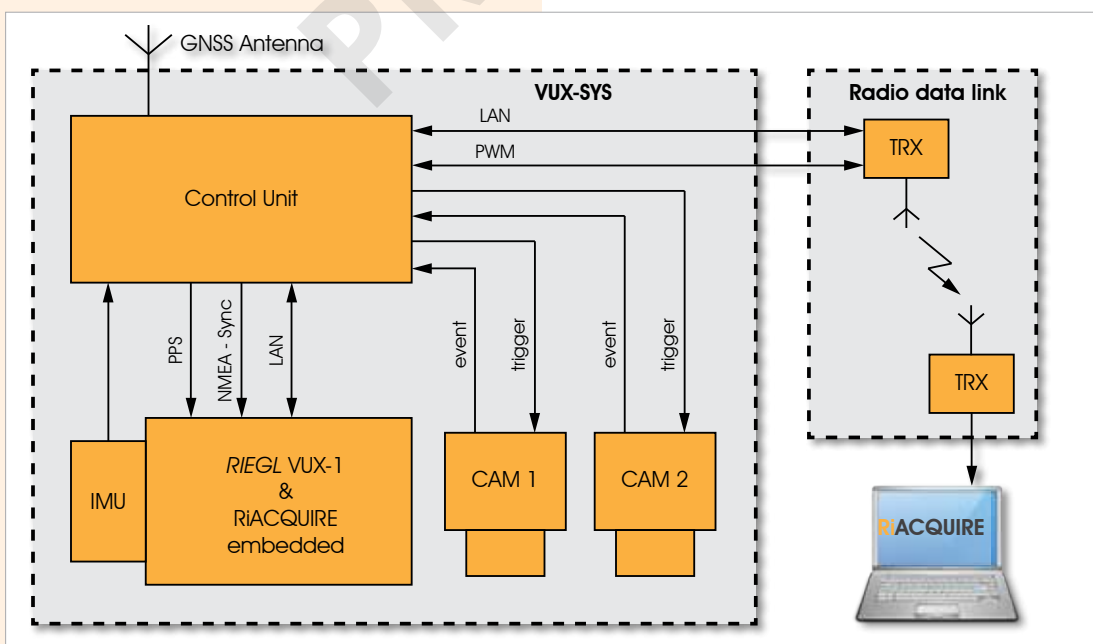 PR
GNSS Antenna
VUX-SYS
Radio data link
LAN
TRX
PWM
Control Unit
PPS
NMEA - Sync
LAN
event
trigger
event
trigger
TRX
IMU
RIEGL VUX-1
&
RiACQUIRE
embedded
CAM 1
CAM 2
RiACQUIRE